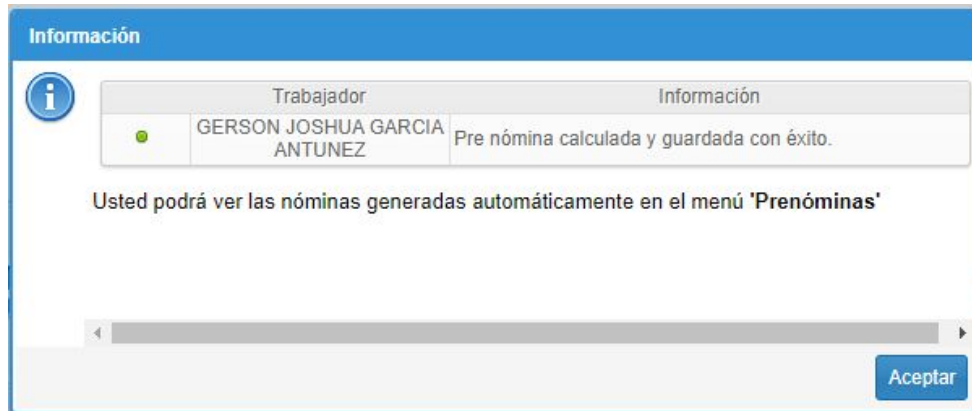 Información
Trabajador Información
GERSON JOSHUA GARCIA
ANTUNEZ
Pre nómina calculada y guardada con éxito.
Usted podrá ver las nóminas generadas automáticamente en el menú 'Prenóminas'
Aceptar